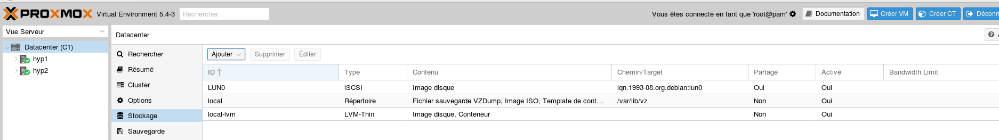 PROXMOX Virtual Environment 5.4-3 Rechercher Vous êtes connecté en tant que 'root@pam' Documentation Créer VM Créer CT Déconn
Vue Serveur
Datacenter (C1)
hyp1
hyp2
Datacenter
Rechercher
Résumé
Cluster
Options
Stockage
Sauvegarde
Ajouter Supprimer Éditer
ID Type Contenu Chemin/Target Partagé Activé Bandwidth Limit
LUN0 iSCSI Image disque iqn.1993-08.org.debian:lun0 Oui Oui
local Répertoire Fichier sauvegarde VZDump, Image ISO, Template de cont… /var/lib/vz Non Oui
local-lvm LVM-Thin Image disque, Conteneur Non Oui